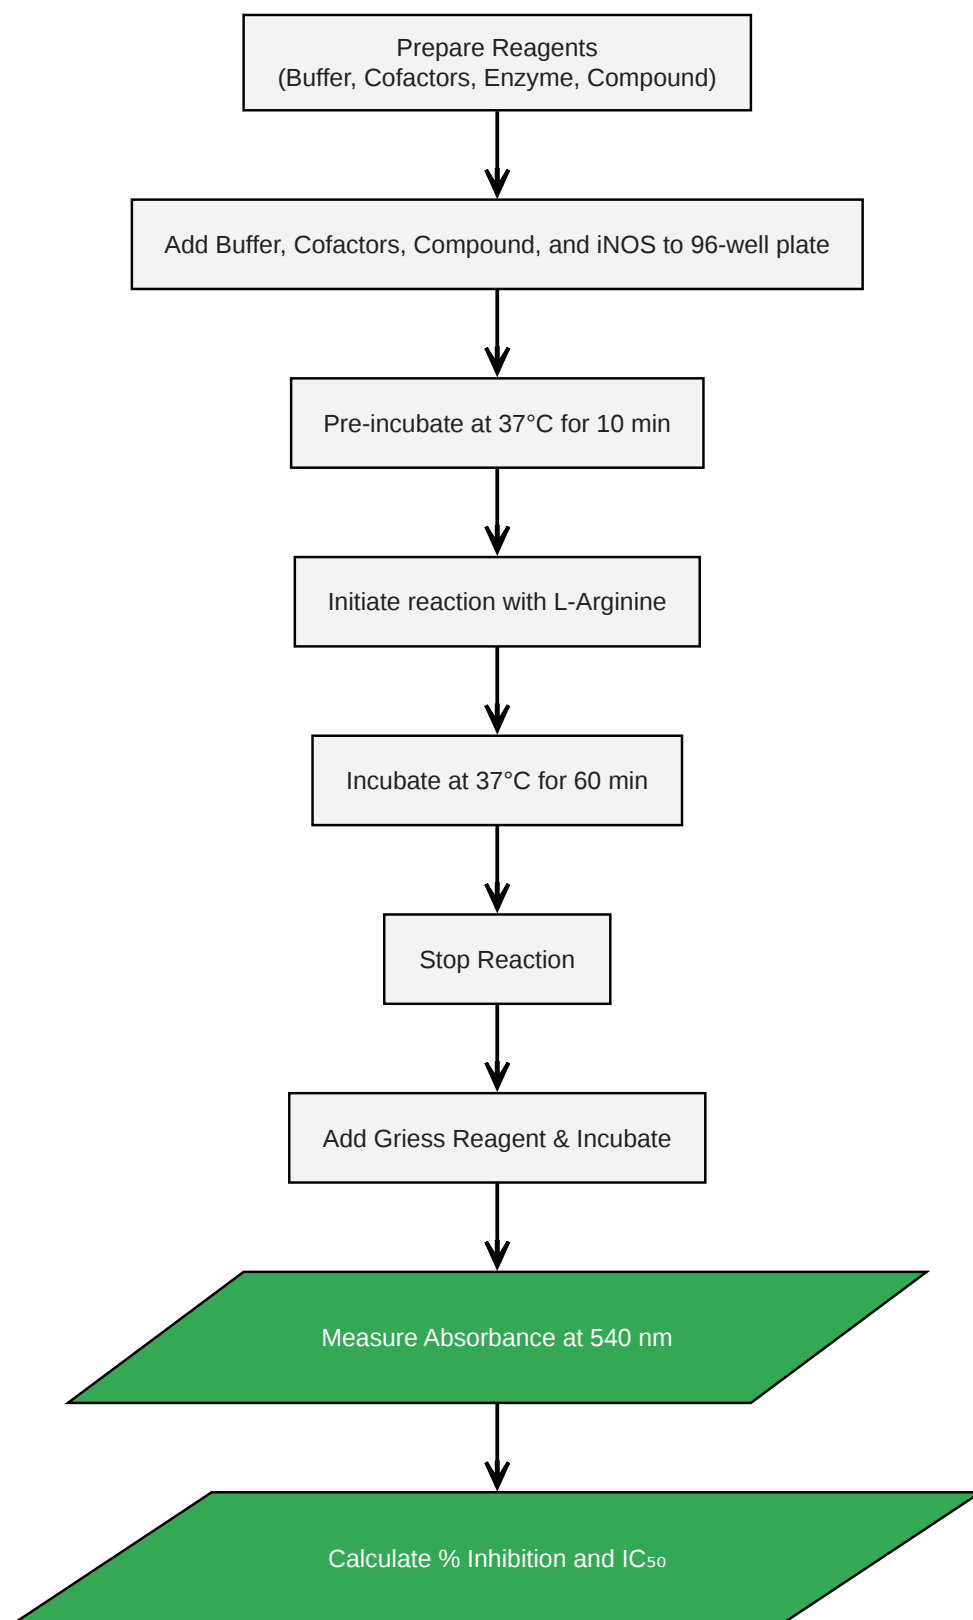 Prepare Reagents
(Buffer, Cofactors, Enzyme, Compound)
Add Buffer, Cofactors, Compound, and iNOS to 96-well plate
Pre-incubate at 37°C for 10 min
Initiate reaction with L-Arginine
Incubate at 37°C for 60 min
Stop Reaction
Add Griess Reagent & Incubate
Measure Absorbance at 540 nm
Calculate % Inhibition and IC₅₀